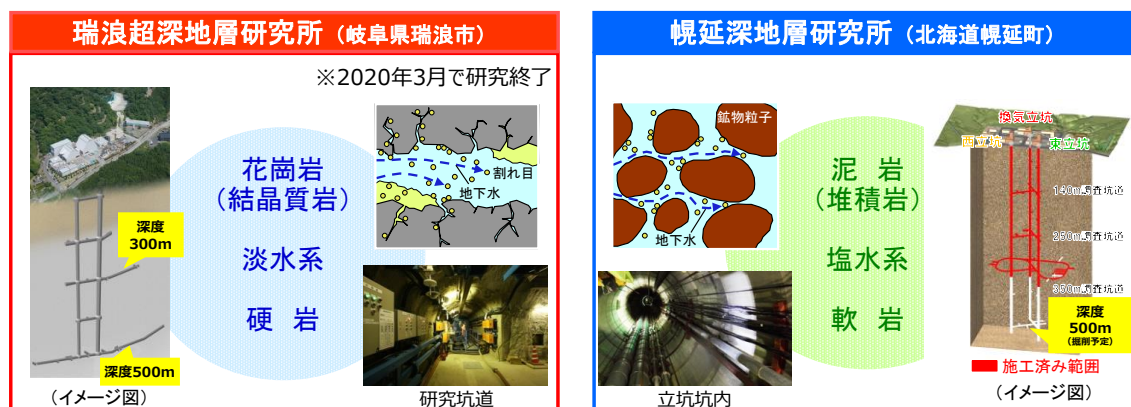 瑞浪超深地層研究所（岐阜県瑞浪市）
※2020年3月で研究終了
花崗岩
（結晶質岩）
淡水系
硬 岩
割れ目
地下水
深度
300m
深度500m
（イメージ図）
研究坑道
幌延深地層研究所（北海道幌延町）
鉱物粒子
地下水
泥 岩
（堆積岩）
塩水系
軟 岩
立坑坑内
換気立坑
西立坑
東立坑
140m調査坑道
250m調査坑道
350m調査坑道
深度
500m
（掘削予定）
施工済み範囲
（イメージ図）